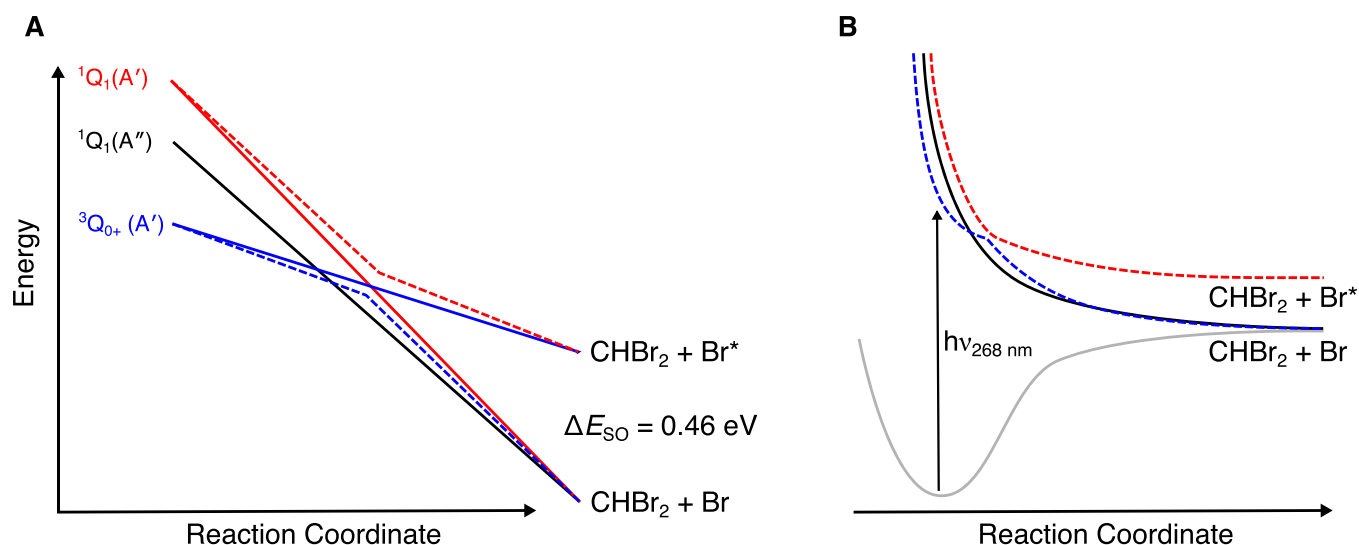 A
Energy
¹Q₁(A′)
¹Q₁(A″)
³Q₀₊ (A′)
CHBr₂ + Br*
ΔE_SO = 0.46 eV
CHBr₂ + Br
Reaction Coordinate
B
CHBr₂ + Br*
hν₂₆₈ ₙₘ
CHBr₂ + Br
Reaction Coordinate